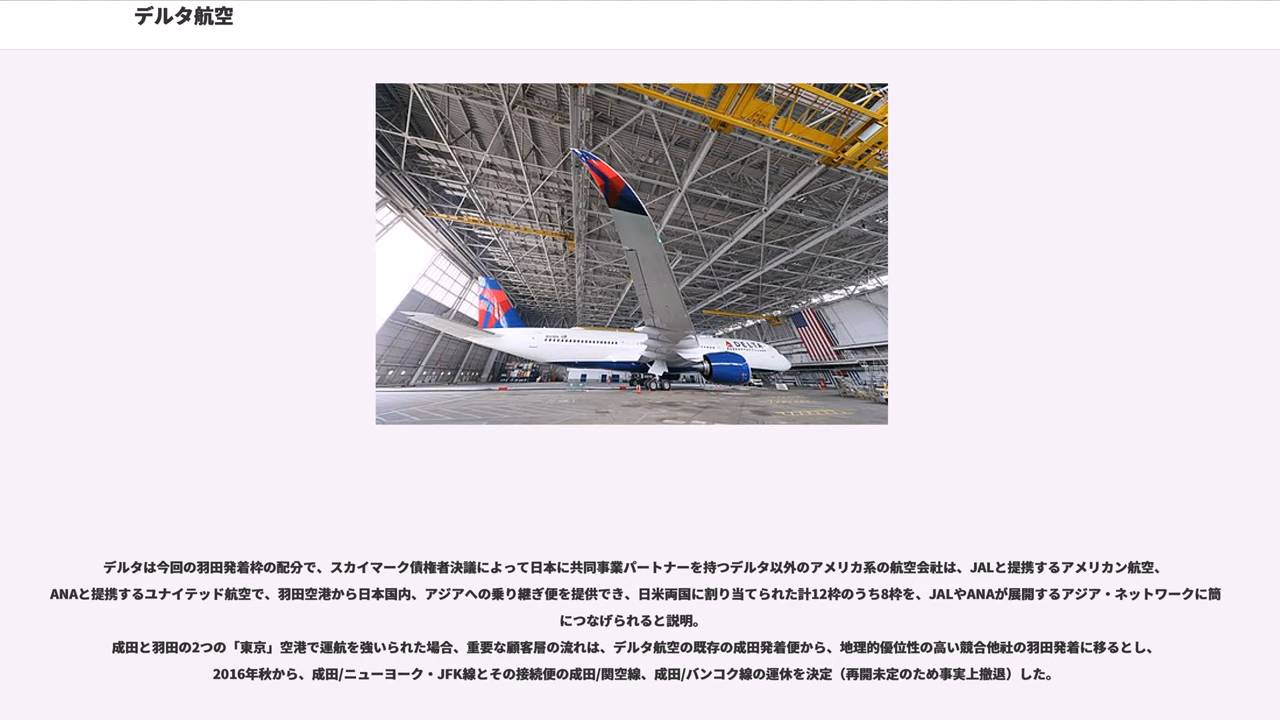 デルタ航空
DELTA
デルタは今回の羽田発着枠の配分で、スカイマーク債権者決議によって日本に共同事業パートナーを持つデルタ以外のアメリカ系の航空会社は、JALと提携するアメリカン航空、
ANAと提携するユナイテッド航空で、羽田空港から日本国内、アジアへの乗り継ぎ便を提供でき、日米両国に割り当てられた計12枠のうち8枠を、JALやANAが展開するアジア・ネットワークに簡
につなげられると説明。
成田と羽田の2つの「東京」空港で運航を強いられた場合、重要な顧客層の流れは、デルタ航空の既存の成田発着便から、地理的優位性の高い競合他社の羽田発着に移るとし、
2016年秋から、成田/ニューヨーク・JFK線とその接続便の成田/関空線、成田/バンコク線の運休を決定（再開未定のため事実上撤退）した。